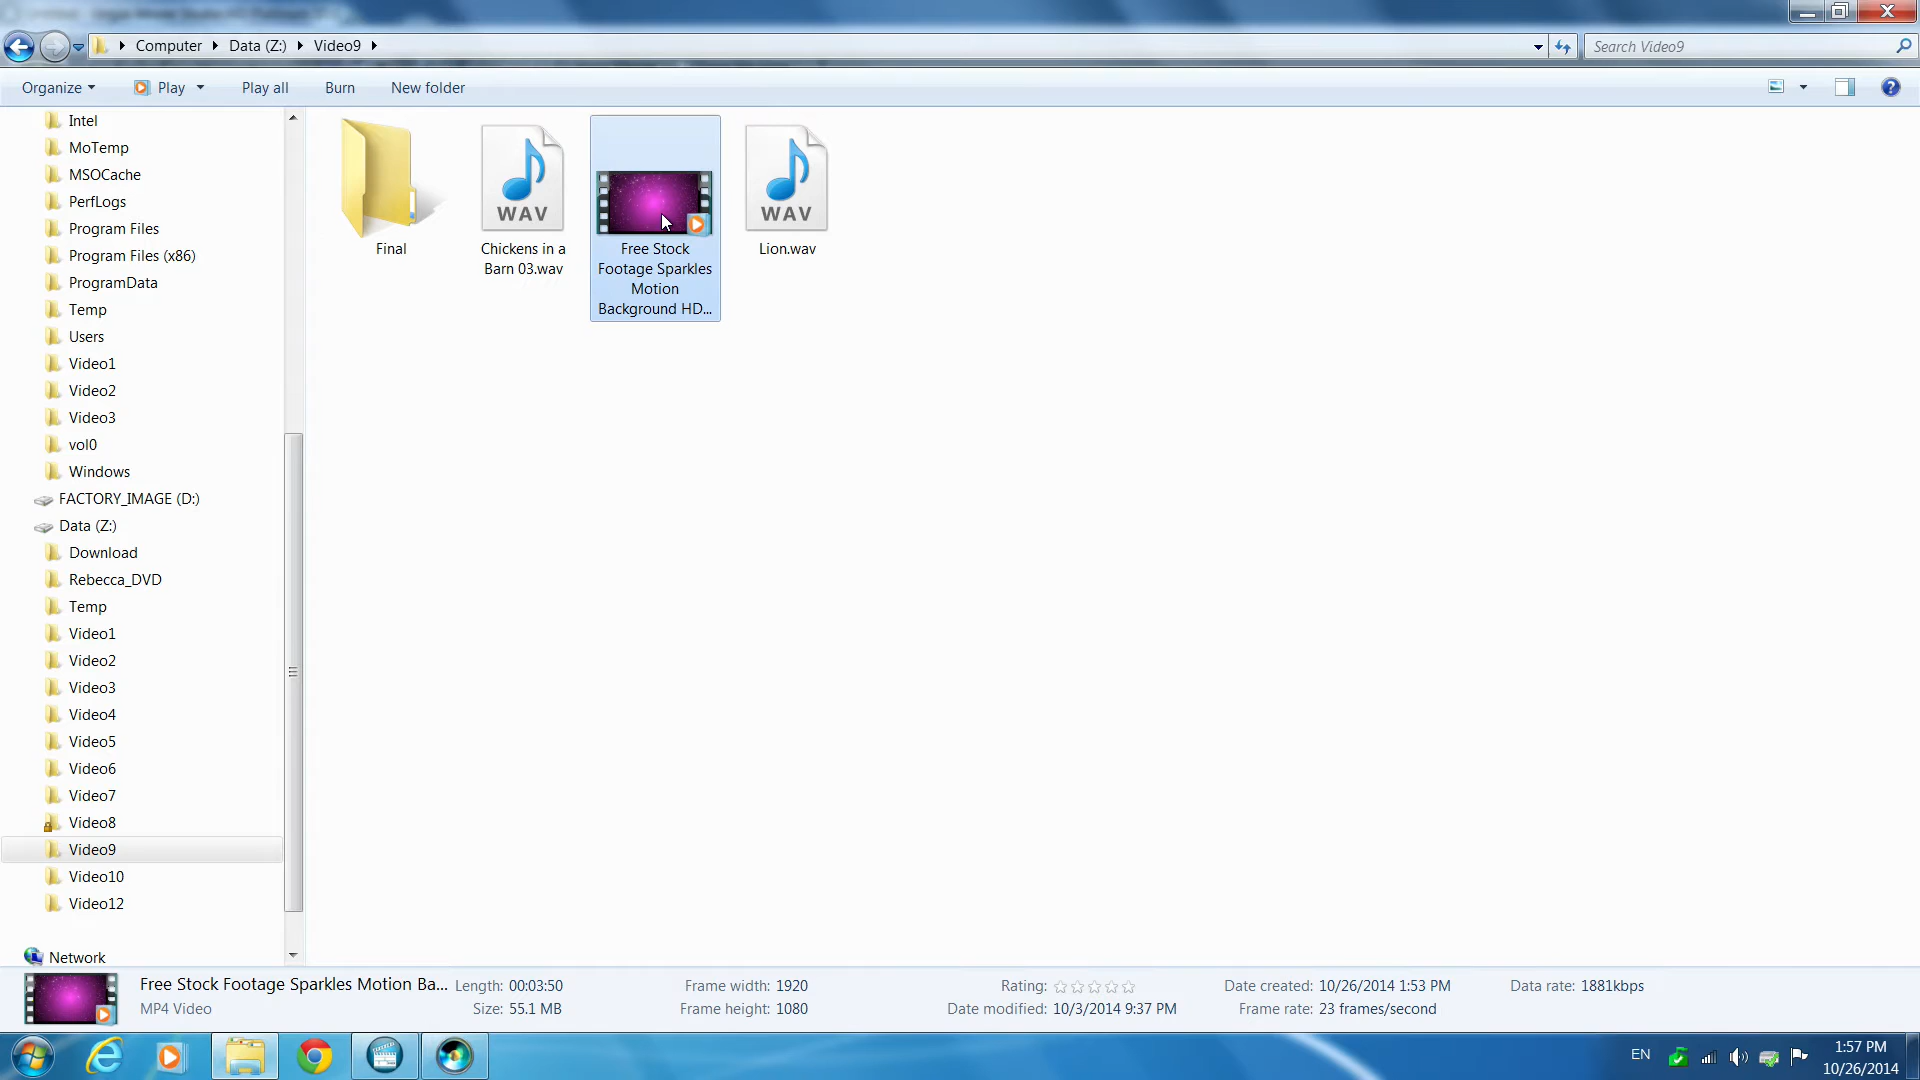 Computer Data (Z:) Video9
Search Video9
Organize Play Play all Burn New folder
Intel
MoTemp
MSOCache
PerfLogs
Program Files
Program Files (x86)
ProgramData
Temp
Users
Video1
Video2
Video3
vol0
Windows
FACTORY_IMAGE (D:)
Data (Z:)
Download
Rebecca_DVD
Temp
Video1
Video2
Video3
Video4
Video5
Video6
Video7
Video8
Video9
Video10
Video12
Network
Final
WAV
Chickens in a
Barn 03.wav
Free Stock
Footage Sparkles
Motion
Background HD...
WAV
Lion.wav
Free Stock Footage Sparkles Motion Ba... Length: 00:03:50 Frame width: 1920 Rating: Date created: 10/26/2014 1:53 PM Data rate: 1881kbps
MP4 Video Size: 55.1 MB Frame height: 1080 Date modified: 10/3/2014 9:37 PM Frame rate: 23 frames/second
EN
1:57 PM
10/26/2014